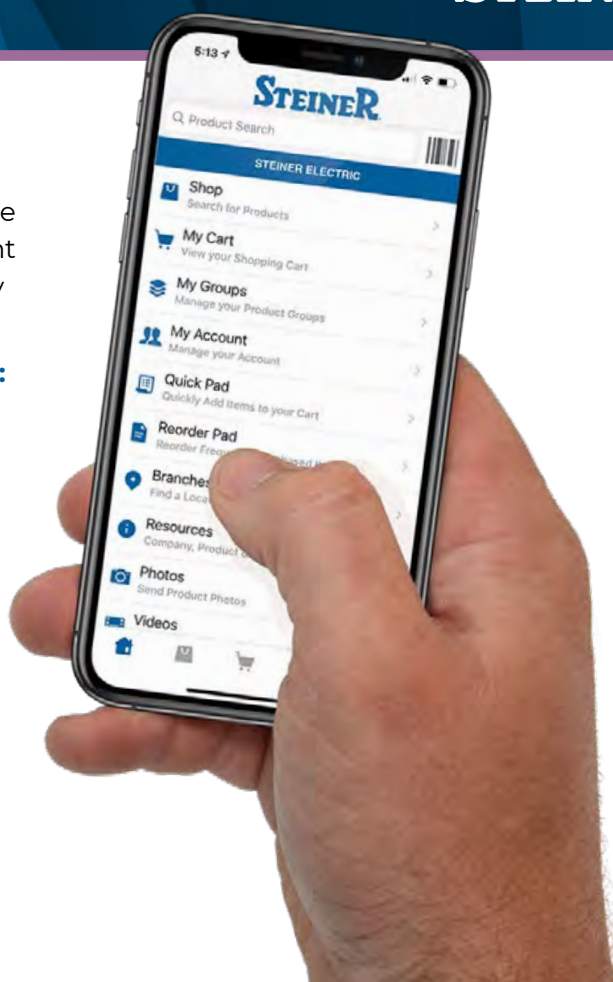 5:13
STEINER
Product Search
STEINER ELECTRIC
Shop
Search for Products
My Cart
View your Shopping Cart
My Groups
Manage your Product Groups
My Account
Manage your Account
Quick Pad
Quickly Add Items to your Cart
Reorder Pad
Reorder
Branches
Find a
Resources
Company, Product
Photos
Send Product Photos
Videos